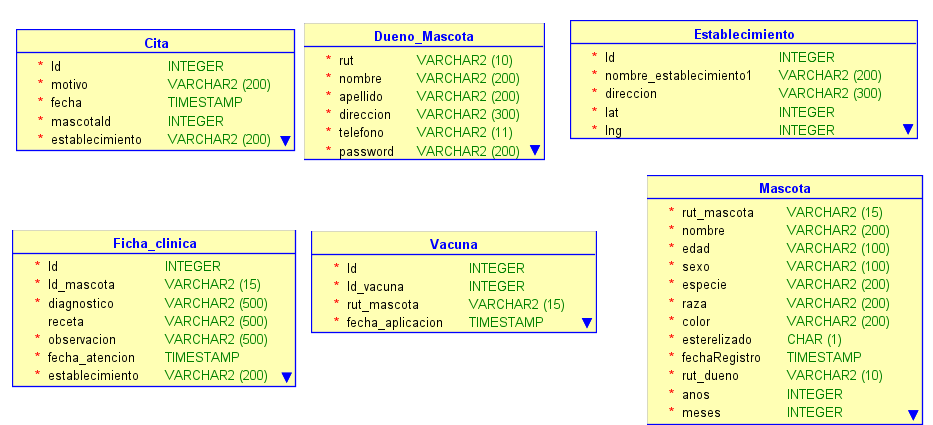 Cita
* Id INTEGER
* motivo VARCHAR2 (200)
* fecha TIMESTAMP
* mascotaId INTEGER
* establecimiento VARCHAR2 (200)
Dueno_Mascota
* rut VARCHAR2 (10)
* nombre VARCHAR2 (200)
* apellido VARCHAR2 (200)
* direccion VARCHAR2 (300)
* telefono VARCHAR2 (11)
* password VARCHAR2 (200)
Establecimiento
* Id INTEGER
* nombre_establecimiento1 VARCHAR2 (200)
* direccion VARCHAR2 (300)
* lat INTEGER
* lng INTEGER
Ficha_clinica
* Id INTEGER
* Id_mascota VARCHAR2 (15)
* diagnostico VARCHAR2 (500)
receta VARCHAR2 (500)
* observacion VARCHAR2 (500)
* fecha_atencion TIMESTAMP
* establecimiento VARCHAR2 (200)
Vacuna
* Id INTEGER
* Id_vacuna INTEGER
* rut_mascota VARCHAR2 (15)
* fecha_aplicacion TIMESTAMP
Mascota
* rut_mascota VARCHAR2 (15)
* nombre VARCHAR2 (200)
* edad VARCHAR2 (100)
* sexo VARCHAR2 (100)
* especie VARCHAR2 (200)
* raza VARCHAR2 (200)
* color VARCHAR2 (200)
* esterelizado CHAR (1)
* fechaRegistro TIMESTAMP
* rut_dueno VARCHAR2 (10)
* anos INTEGER
* meses INTEGER